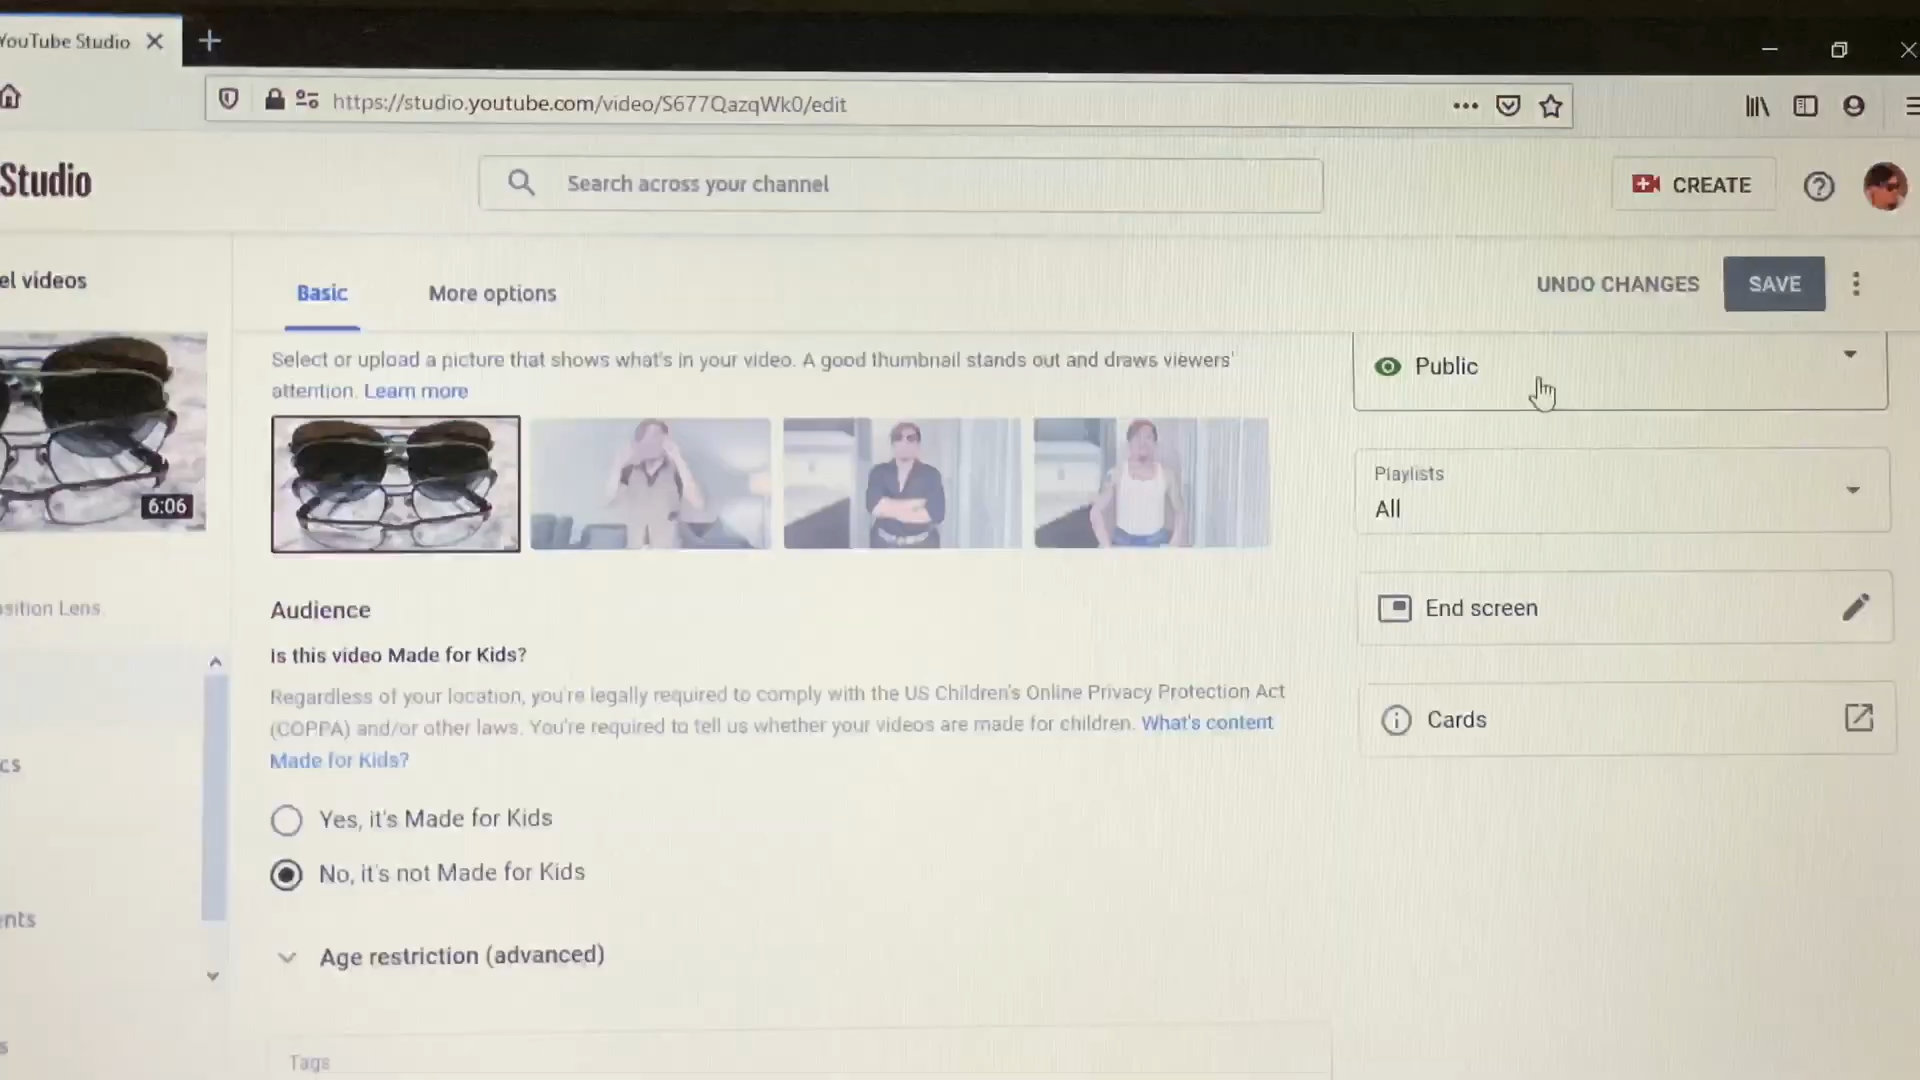 YouTube Studio
https://studio.youtube.com/video/S677QazqWk0/edit
Studio
Search across your channel
CREATE
el videos
Basic
More options
UNDO CHANGES
SAVE
Select or upload a picture that shows what's in your video. A good thumbnail stands out and draws viewers'
attention. Learn more
Public
6:06
Playlists
All
End screen
Cards
sition Lens
Audience
Is this video Made for Kids?
Regardless of your location, you're legally required to comply with the US Children's Online Privacy Protection Act
(COPPA) and/or other laws. You're required to tell us whether your videos are made for children. What's content
Made for Kids?
cs
Yes, it's Made for Kids
No, it's not Made for Kids
ents
Age restriction (advanced)
s
Tags